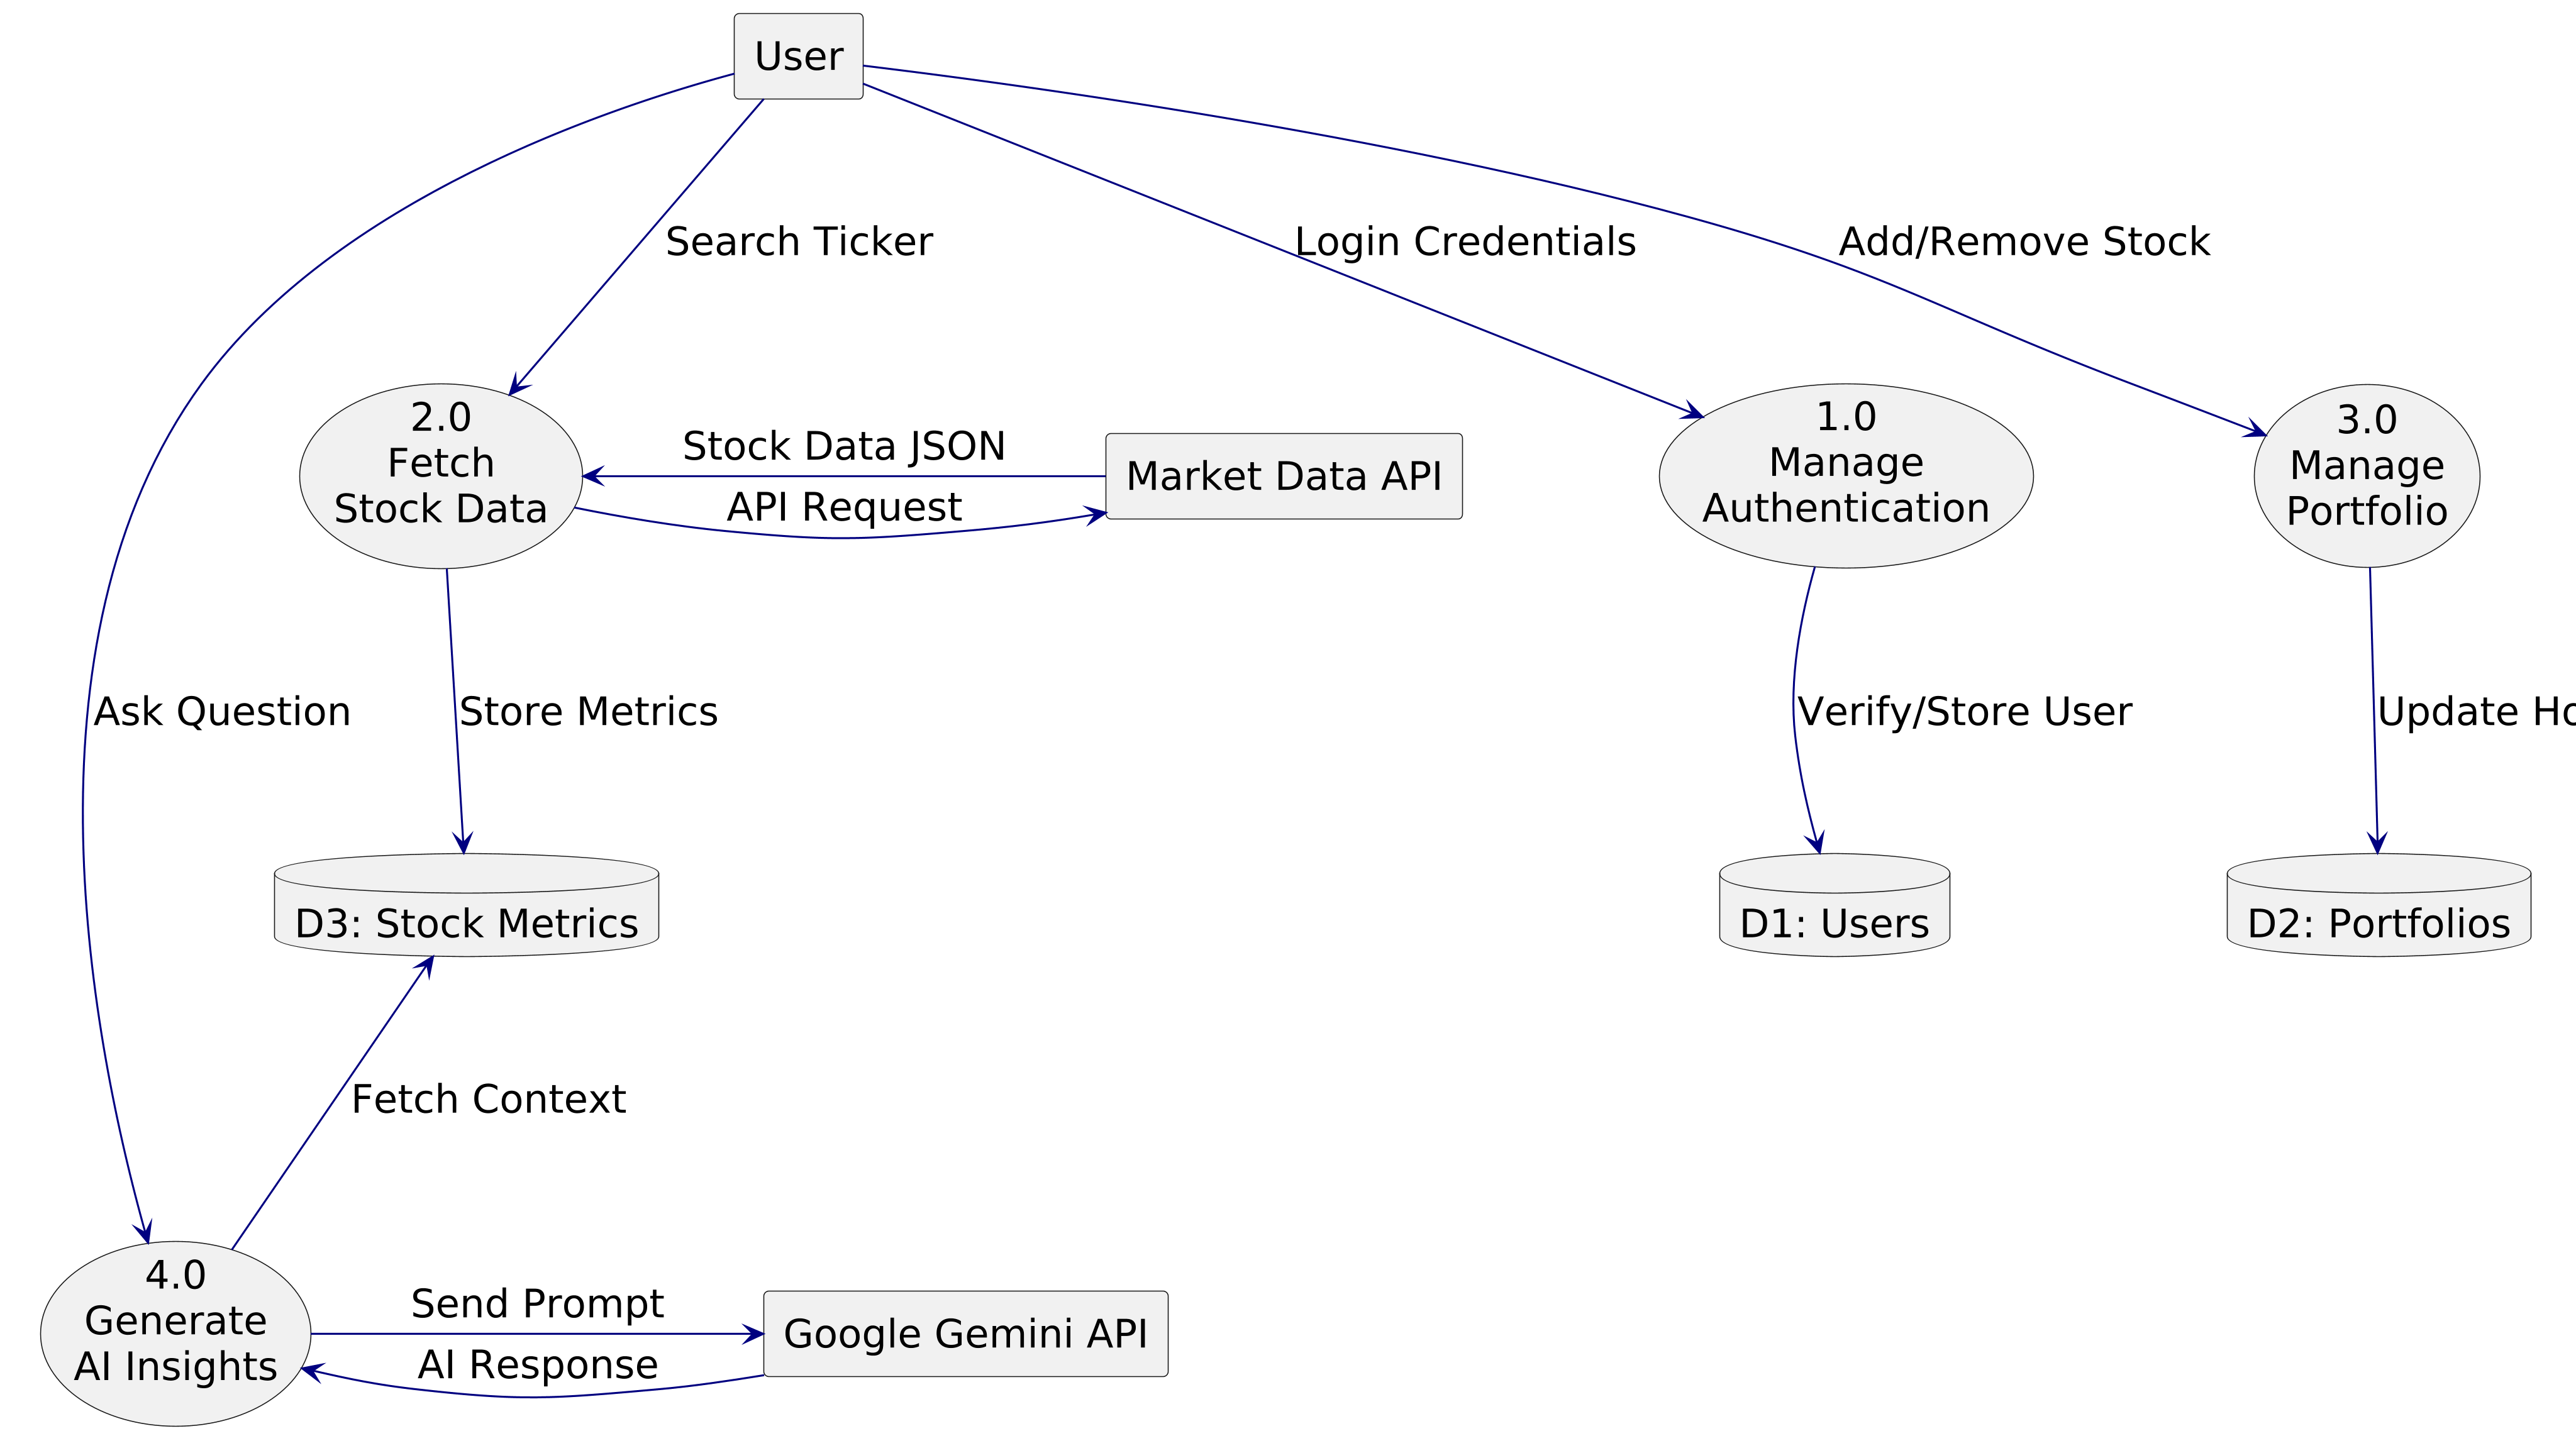 User
Search Ticker
Login Credentials
Add/Remove Stock
2.0
Fetch
Stock Data
Stock Data JSON
API Request
Market Data API
1.0
Manage
Authentication
3.0
Manage
Portfolio
Ask Question
Store Metrics
Verify/Store User
Update
D3: Stock Metrics
D1: Users
D2: Portfolios
Fetch Context
4.0
Generate
AI Insights
Send Prompt
AI Response
Google Gemini API